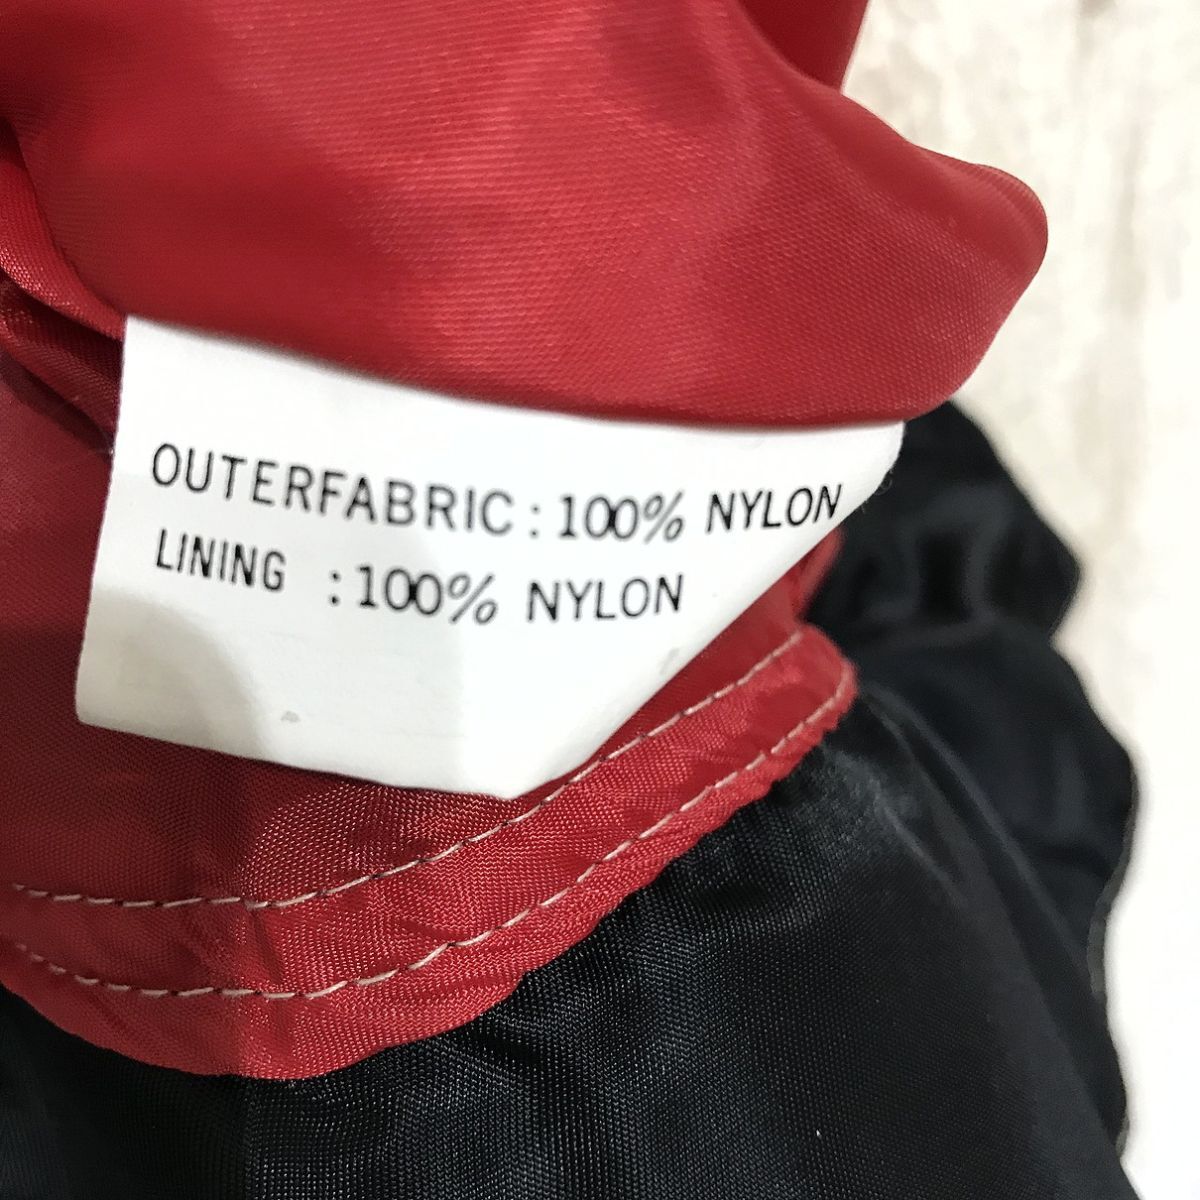 OUTERFABRIC : 100% NYLON
LINING : 100% NYLON